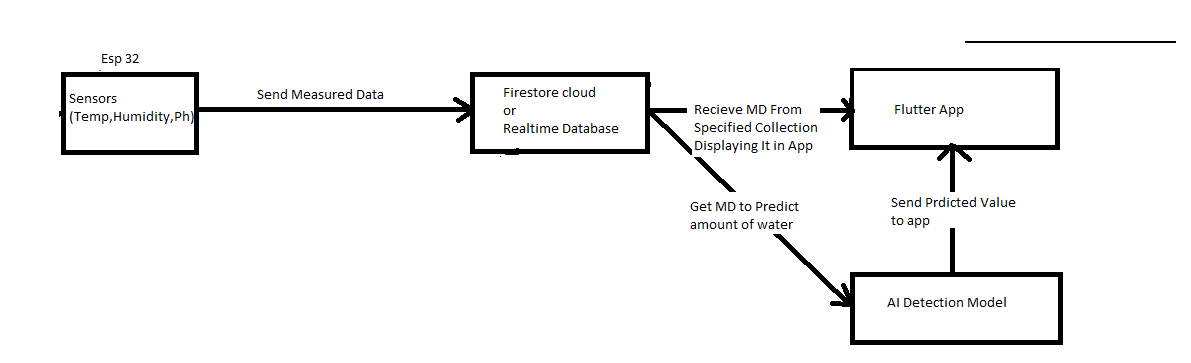 Esp 32
Sensors
(Temp,Humidity,Ph)
Send Measured Data
Firestore cloud
or
Realtime Database
Recieve MD From
Specified Collection
Displaying It in App
Flutter App
Get MD to Predict
amount of water
Send Prdicted Value
to app
AI Detection Model